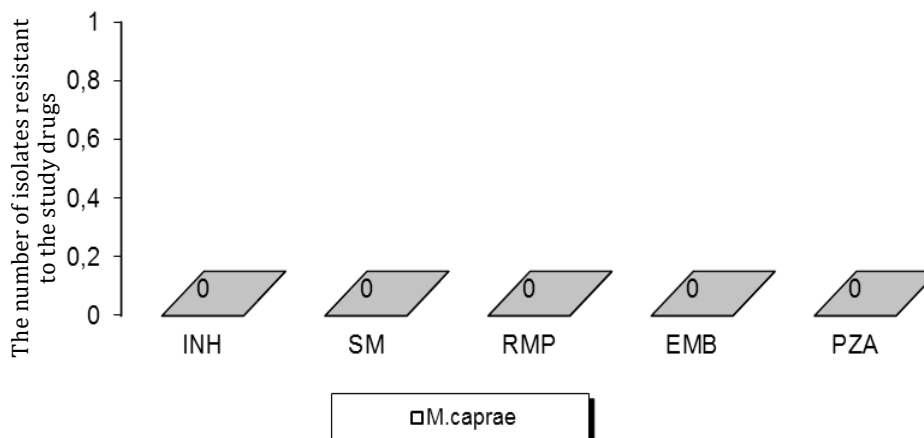 The number of isolates resistant
to the study drugs
1
0,8
0,6
0,4
0,2
0
0 0 0 0 0
INH SM RMP EMB PZA
M.caprae